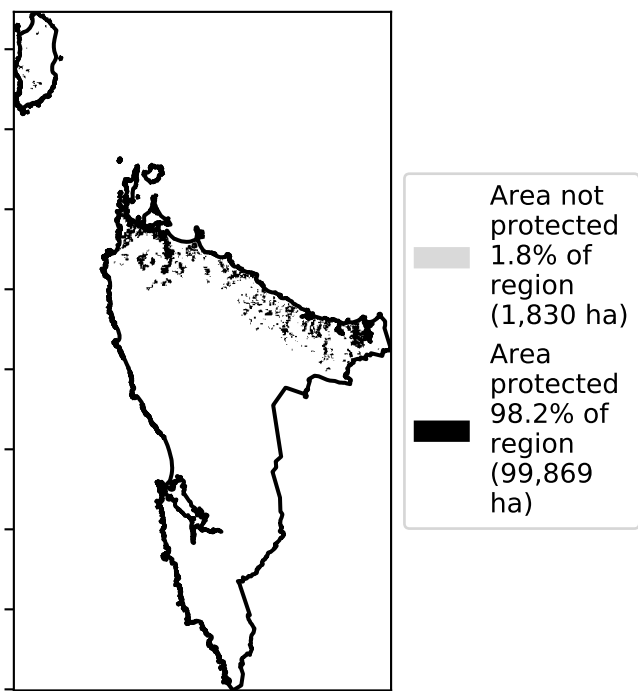 Area not
protected
1.8% of
region
(1,830 ha)
Area
protected
98.2% of
region
(99,869
ha)